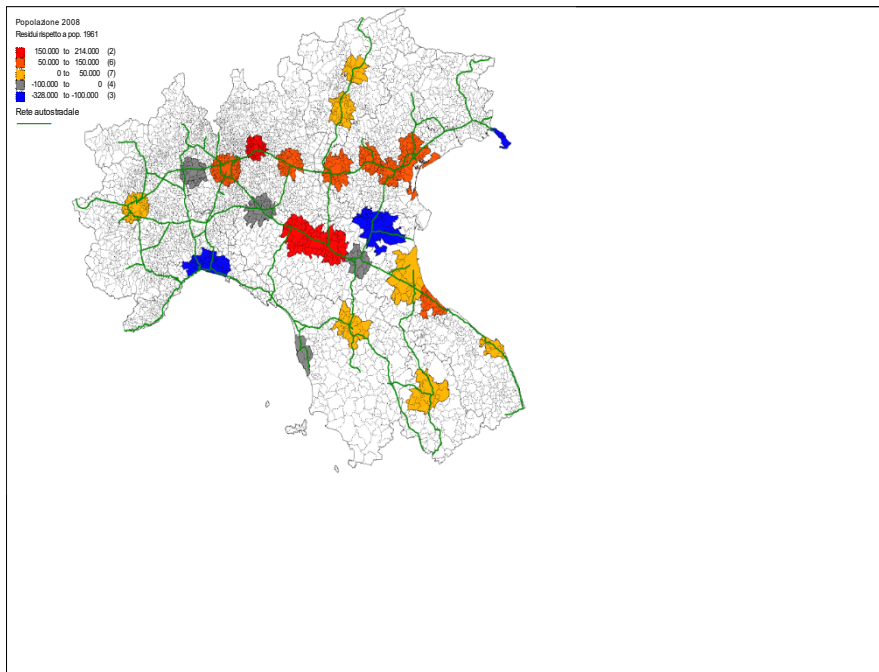 Popolazione 2008
Residui rispetto a pop. 1961
150.000 to 214.000 (2)
50.000 to 150.000 (6)
0 to 50.000 (7)
-100.000 to 0 (4)
-328.000 to -100.000 (3)
Rete autostradale